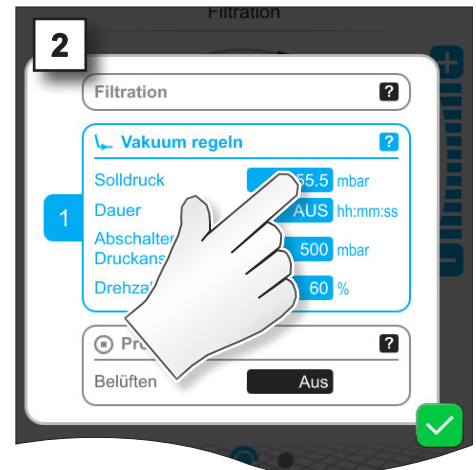 Filtration
2
Filtration ?
Vakuum regeln ?
Solldruck 55.5 mbar
1
Dauer AUS hh:mm:ss
Abschalten
Druckans 500 mbar
Drehza 60 %
Pro ?
Belüften Aus